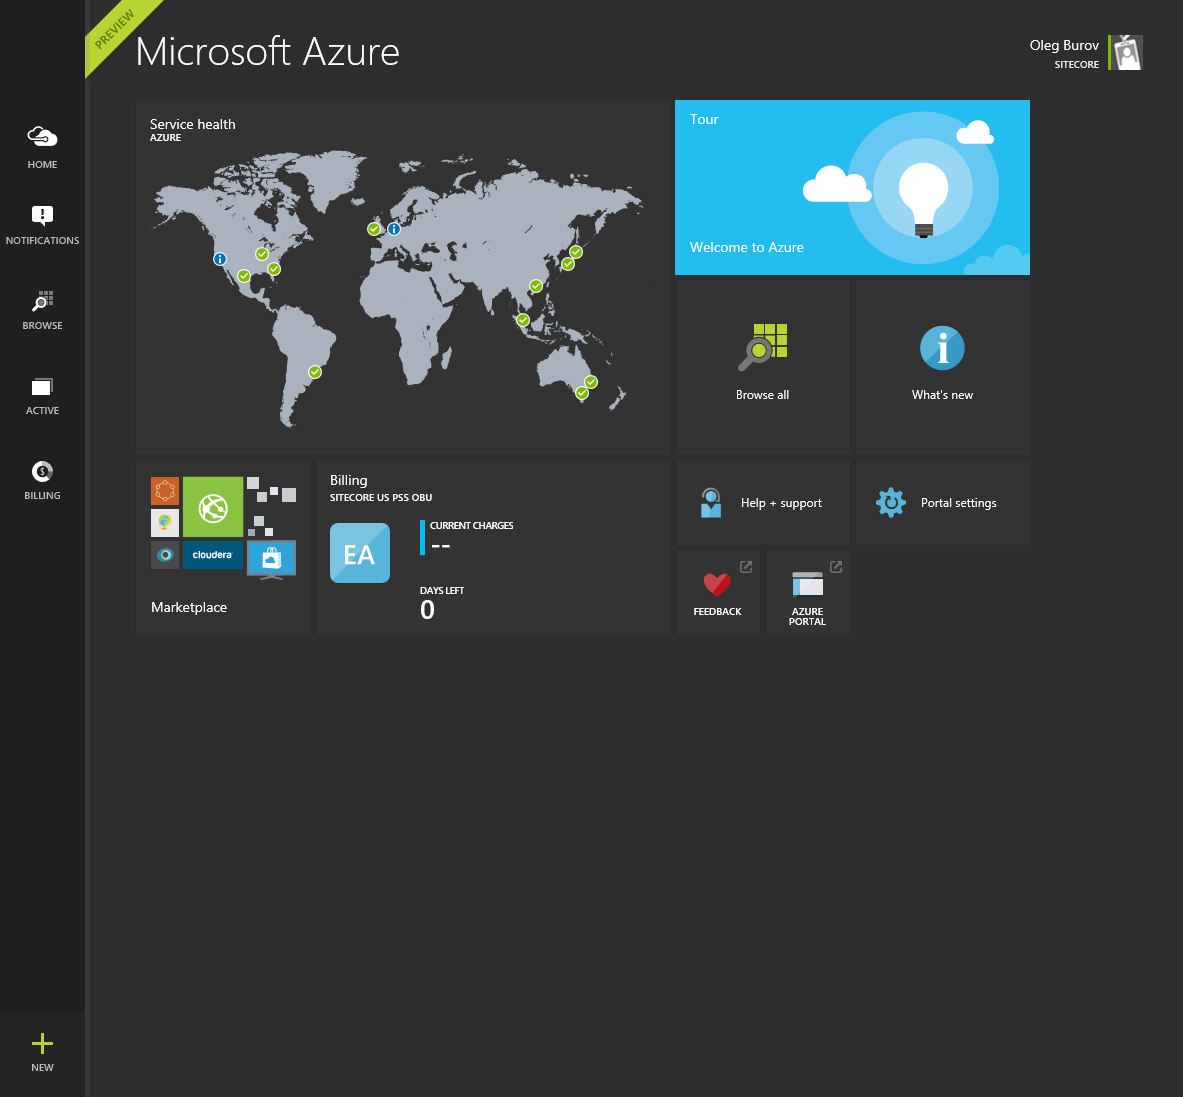 PREVIEW
Microsoft Azure
Oleg Burov
SITECORE
HOME
NOTIFICATIONS
BROWSE
ACTIVE
BILLING
NEW
Service health
AZURE
Tour
Welcome to Azure
Browse all
What's new
cloudera
Marketplace
Billing
SITECORE US PSS OBU
EA
CURRENT CHARGES
--
DAYS LEFT
0
Help + support
Portal settings
FEEDBACK
AZURE
PORTAL